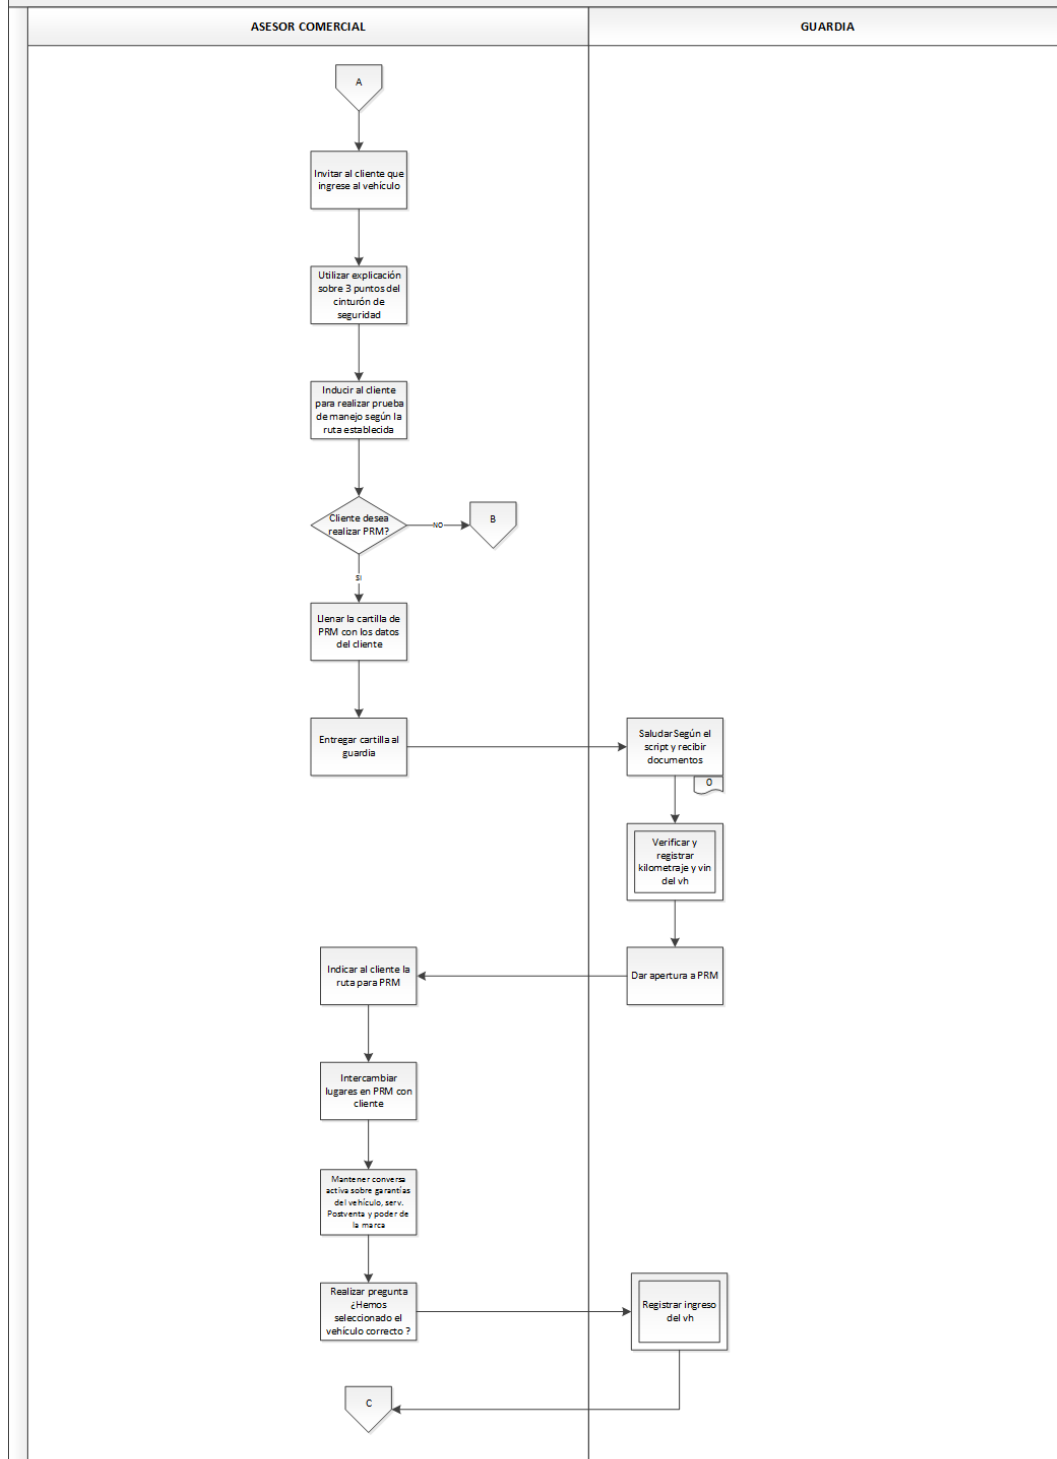 ASESOR COMERCIAL
GUARDIA
A
Invitar al cliente que
ingrese al vehículo
Utilizar explicación
sobre 3 puntos del
cinturón de
seguridad
Inducir al cliente
para realizar prueba
de manejo según la
ruta establecida
Cliente desea
realizar PRM?
NO
B
SI
Llenar la cartilla de
PRM con los datos
del cliente
Entregar cartilla al
guardia
Saludar Según el
script y recibir
documentos
O
Verificar y
registrar
kilometraje y vin
del vh
Dar apertura a PRM
Indicar al cliente la
ruta para PRM
Intercambiar
lugares en PRM con
cliente
Mantener conversa
activa sobre garantías
del vehículo, serv.
Postventa y poder de
la marca
Realizar pregunta
¿Hemos
seleccionado el
vehículo correcto ?
Registrar ingreso
del vh
C